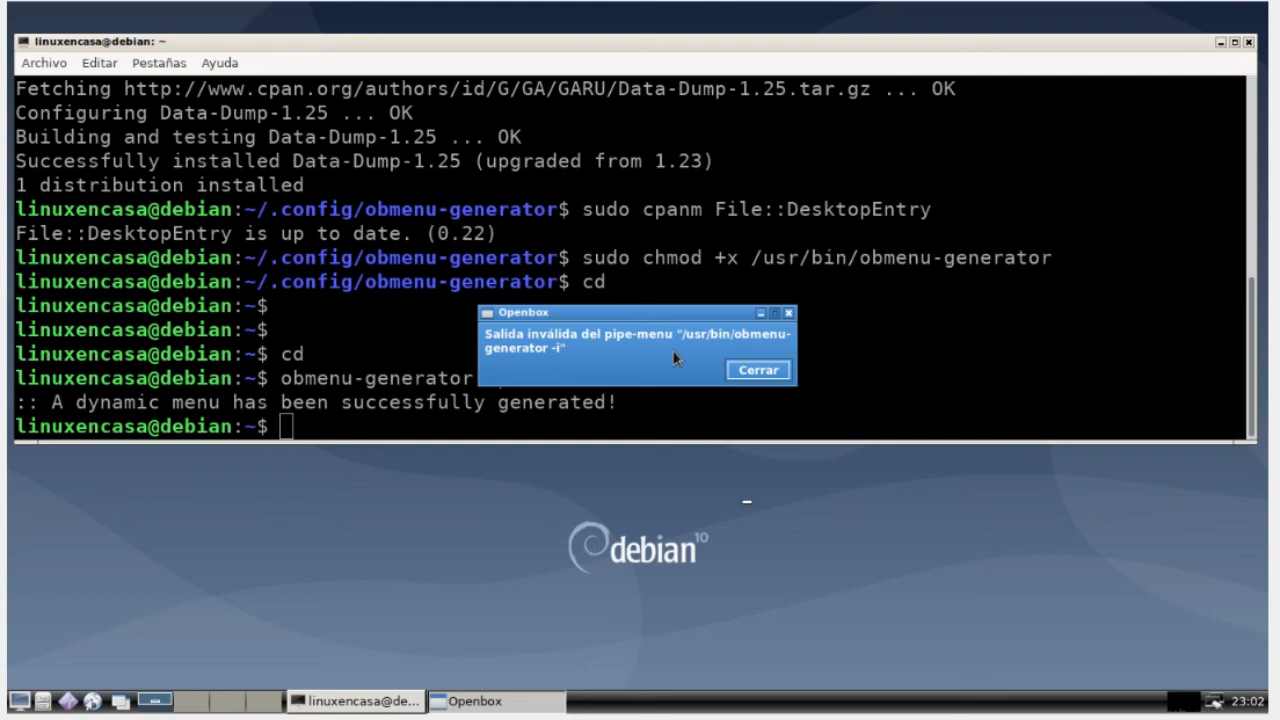 linuxencasa@debian: ~
Archivo Editar Pestañas Ayuda
Fetching http://www.cpan.org/authors/id/G/GA/GARU/Data-Dump-1.25.tar.gz ... OK
Configuring Data-Dump-1.25 ... OK
Building and testing Data-Dump-1.25 ... OK
Successfully installed Data-Dump-1.25 (upgraded from 1.23)
1 distribution installed
linuxencasa@debian:~/.config/obmenu-generator$ sudo cpanm File::DesktopEntry
File::DesktopEntry is up to date. (0.22)
linuxencasa@debian:~/.config/obmenu-generator$ sudo chmod +x /usr/bin/obmenu-generator
linuxencasa@debian:~/.config/obmenu-generator$ cd
linuxencasa@debian:~$
linuxencasa@debian:~$
linuxencasa@debian:~$ cd
linuxencasa@debian:~$ obmenu-generator
:: A dynamic menu has been successfully generated!
linuxencasa@debian:~$
Openbox
Salida inválida del pipe-menu "/usr/bin/obmenu-
generator -i"
Cerrar
debian 10
linuxencasa@de... Openbox 23:02